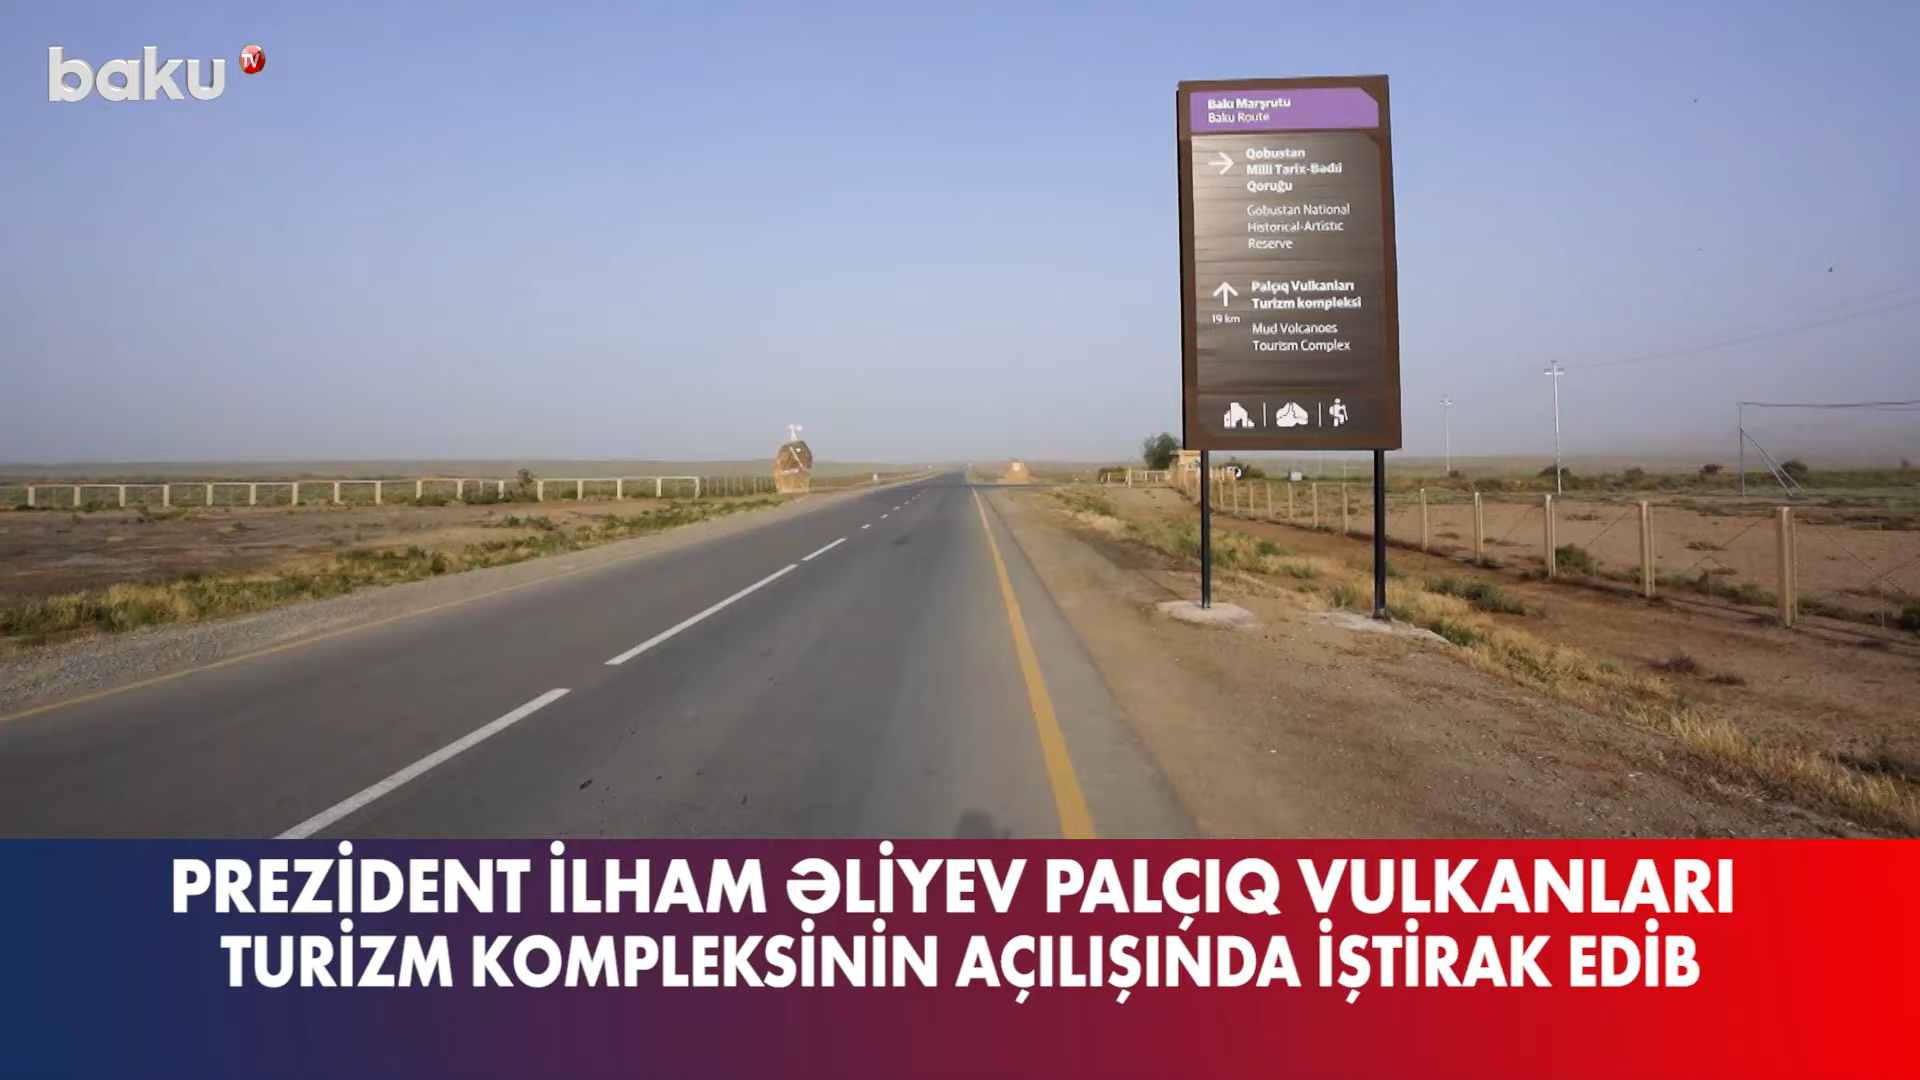 baku TV
Bakı Marşrutu
Baku Route
Qobustan
Milli Tarix-Bədii
Qoruğu
Gobustan National
Historical-Artistic
Reserve
Palçıq Vulkanları
Turizm kompleksi
19 km
Mud Volcanoes
Tourism Complex
PREZİDENT İLHAM ƏLİYEV PALÇIQ VULKANLARI
TURİZM KOMPLEKSİNİN AÇILIŞINDA İŞTİRAK EDİB